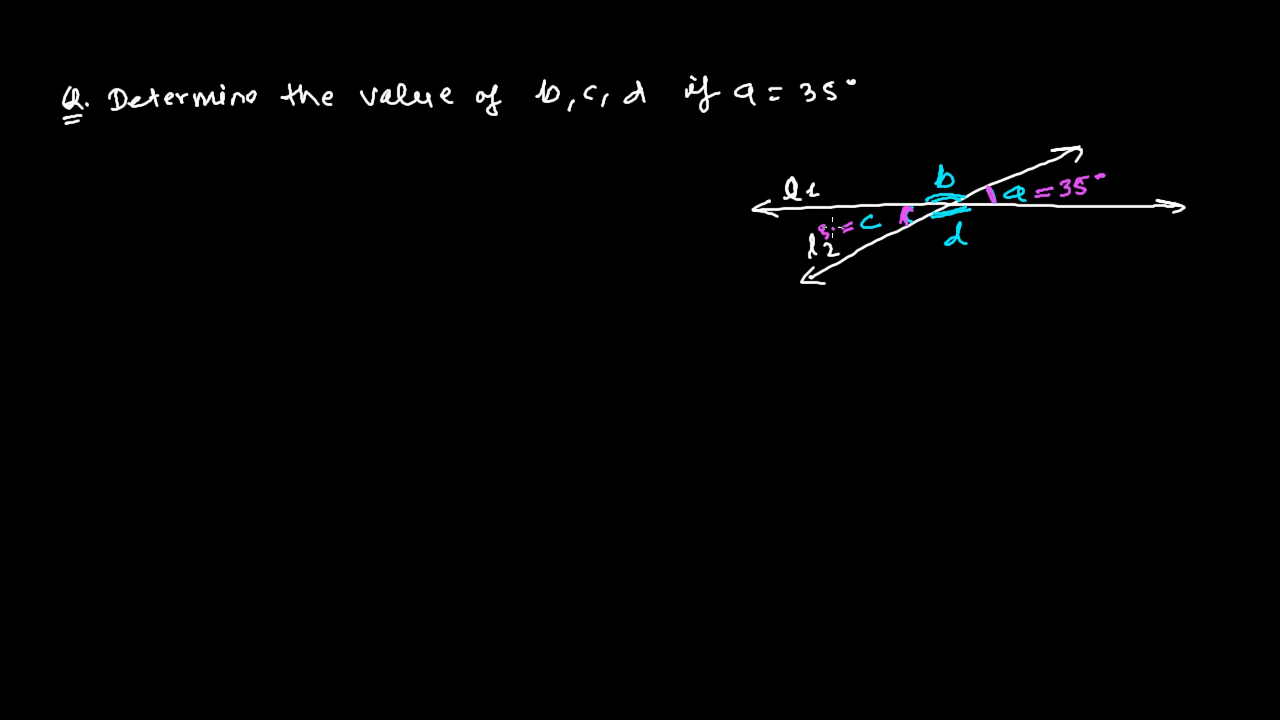 Q. Determine the value of b, c, d if a = 35°
b
l1
a = 35°
= c
d
l2